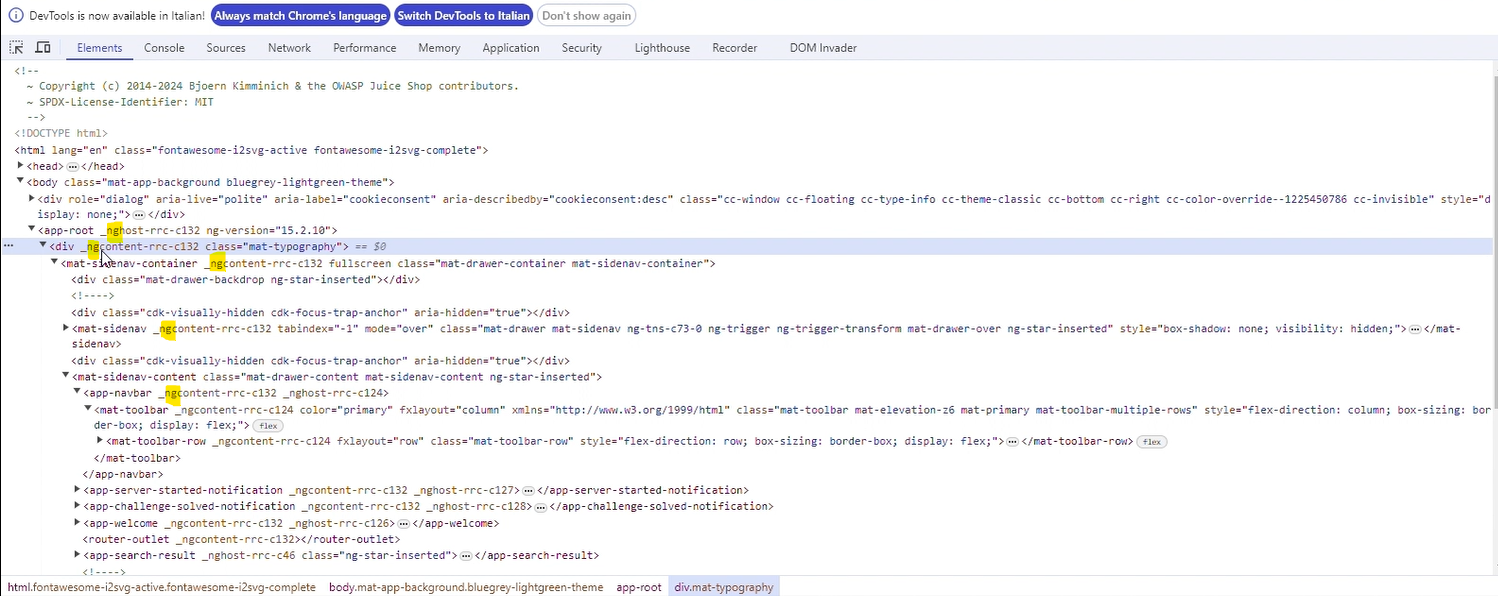 DevTools is now available in Italian! Always match Chrome's language Switch DevTools to Italian Don't show again
Elements Console Sources Network Performance Memory Application Security Lighthouse Recorder DOM Invader
<!--
~ Copyright (c) 2014-2024 Bjoern Kimminich & the OWASP Juice Shop contributors.
~ SPDX-License-Identifier: MIT
-->
<!DOCTYPE html>
<html lang="en" class="fontawesome-i2svg-active fontawesome-i2svg-complete">
<head> … </head>
<body class="mat-app-background bluegrey-lightgreen-theme">
<div role="dialog" aria-live="polite" aria-label="cookieconsent" aria-describedby="cookieconsent:desc" class="cc-window cc-floating cc-type-info cc-theme-classic cc-bottom cc-right cc-color-override--1225450786 cc-invisible" style="d
isplay: none;"> … </div>
<app-root _nghost-rrc-c132 ng-version="15.2.10">
… <div _ngcontent-rrc-c132 class="mat-typography"> == $0
<mat-sidenav-container _ngcontent-rrc-c132 fullscreen class="mat-drawer-container mat-sidenav-container">
<div class="mat-drawer-backdrop ng-star-inserted"></div>
<!---->
<div class="cdk-visually-hidden cdk-focus-trap-anchor" aria-hidden="true"></div>
<mat-sidenav _ngcontent-rrc-c132 tabindex="-1" mode="over" class="mat-drawer mat-sidenav ng-tns-c73-0 ng-trigger ng-trigger-transform mat-drawer-over ng-star-inserted" style="box-shadow: none; visibility: hidden;"> … </mat-
sidenav>
<div class="cdk-visually-hidden cdk-focus-trap-anchor" aria-hidden="true"></div>
<mat-sidenav-content class="mat-drawer-content mat-sidenav-content ng-star-inserted">
<app-navbar _ngcontent-rrc-c132 _nghost-rrc-c124>
<mat-toolbar _ngcontent-rrc-c124 color="primary" fxlayout="column" xmlns="http://www.w3.org/1999/html" class="mat-toolbar mat-elevation-z6 mat-primary mat-toolbar-multiple-rows" style="flex-direction: column; box-sizing: bor
der-box; display: flex;"> flex
<mat-toolbar-row _ngcontent-rrc-c124 fxlayout="row" class="mat-toolbar-row" style="flex-direction: row; box-sizing: border-box; display: flex;"> … </mat-toolbar-row> flex
</mat-toolbar>
</app-navbar>
<app-server-started-notification _ngcontent-rrc-c132 _nghost-rrc-c127> … </app-server-started-notification>
<app-challenge-solved-notification _ngcontent-rrc-c132 _nghost-rrc-c128> … </app-challenge-solved-notification>
<app-welcome _ngcontent-rrc-c132 _nghost-rrc-c126> … </app-welcome>
<router-outlet _ngcontent-rrc-c132></router-outlet>
<app-search-result _nghost-rrc-c46 class="ng-star-inserted"> … </app-search-result>
<!---->
html.fontawesome-i2svg-active.fontawesome-i2svg-complete body.mat-app-background.bluegrey-lightgreen-theme app-root div.mat-typography